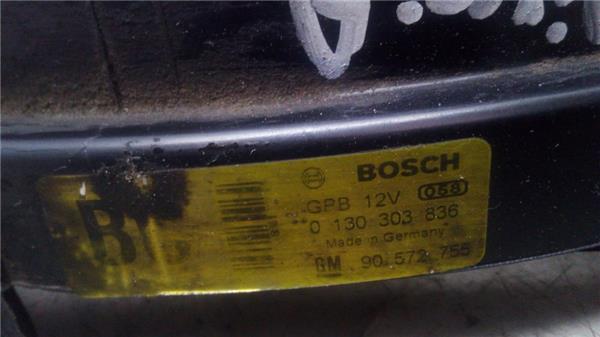 BOSCH
GPB 12V 058
0 130 303 836
Made in Germany
GM 90 572 755